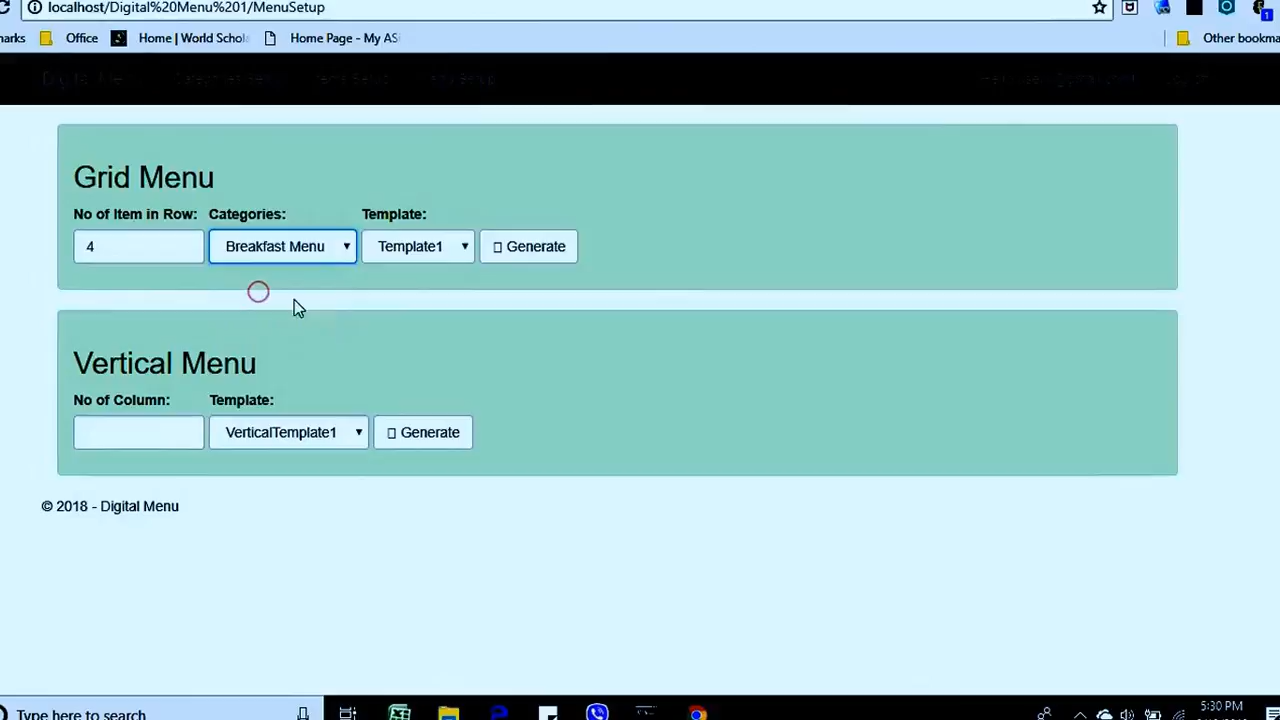 localhost/Digital%20Menu%201/MenuSetup
arks Office Home | World Schol Home Page - My AS Other bookma
Grid Menu
No of Item in Row: Categories: Template:
4 Breakfast Menu Template1 Generate
Vertical Menu
No of Column: Template:
VerticalTemplate1 Generate
© 2018 - Digital Menu
Type here to search 5:30 PM